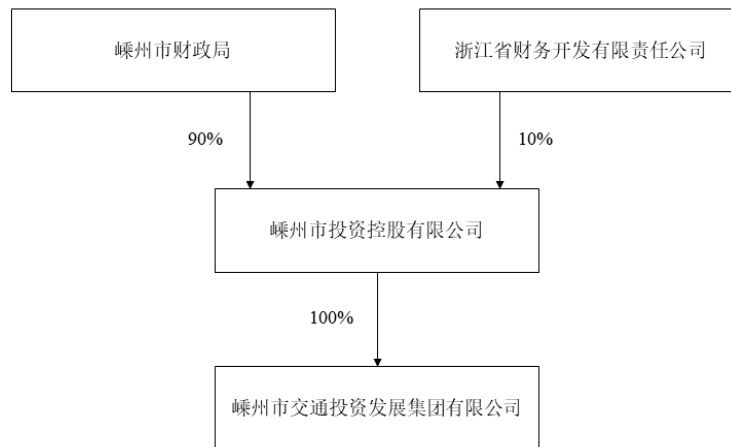 嵊州市财政局
浙江省财务开发有限责任公司
90%
10%
嵊州市投资控股有限公司
100%
嵊州市交通投资发展集团有限公司